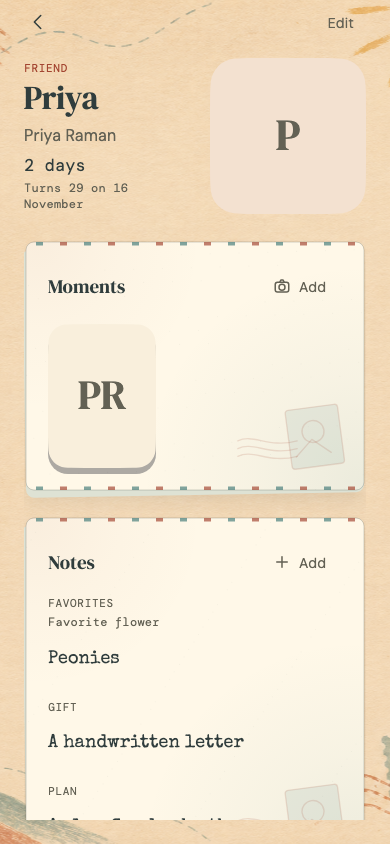 Edit
FRIEND
Priya
Priya Raman
2 days
Turns 29 on 16
November
P
Moments
Add
PR
Notes
Add
FAVORITES
Favorite flower
Peonies
GIFT
A handwritten letter
PLAN